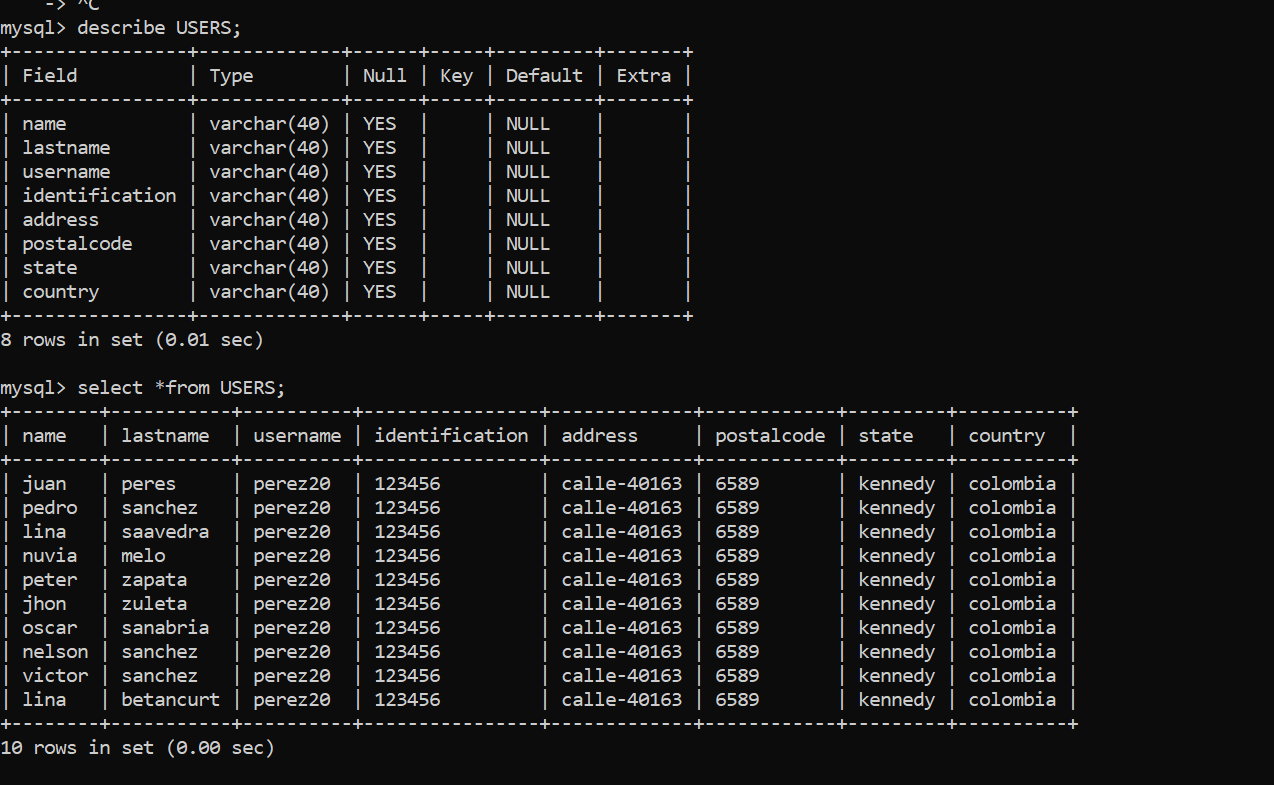 -> ^C
mysql> describe USERS;
+----------------+-------------+------+-----+---------+-------+
| Field          | Type        | Null | Key | Default | Extra |
+----------------+-------------+------+-----+---------+-------+
| name           | varchar(40) | YES  |     | NULL    |       |
| lastname       | varchar(40) | YES  |     | NULL    |       |
| username       | varchar(40) | YES  |     | NULL    |       |
| identification | varchar(40) | YES  |     | NULL    |       |
| address        | varchar(40) | YES  |     | NULL    |       |
| postalcode     | varchar(40) | YES  |     | NULL    |       |
| state          | varchar(40) | YES  |     | NULL    |       |
| country        | varchar(40) | YES  |     | NULL    |       |
+----------------+-------------+------+-----+---------+-------+
8 rows in set (0.01 sec)

mysql> select *from USERS;
+--------+-----------+----------+----------------+-------------+------------+---------+----------+
| name   | lastname  | username | identification | address     | postalcode | state   | country  |
+--------+-----------+----------+----------------+-------------+------------+---------+----------+
| juan   | peres     | perez20  | 123456         | calle-40163 | 6589       | kennedy | colombia |
| pedro  | sanchez   | perez20  | 123456         | calle-40163 | 6589       | kennedy | colombia |
| lina   | saavedra  | perez20  | 123456         | calle-40163 | 6589       | kennedy | colombia |
| nuvia  | melo      | perez20  | 123456         | calle-40163 | 6589       | kennedy | colombia |
| peter  | zapata    | perez20  | 123456         | calle-40163 | 6589       | kennedy | colombia |
| jhon   | zuleta    | perez20  | 123456         | calle-40163 | 6589       | kennedy | colombia |
| oscar  | sanabria  | perez20  | 123456         | calle-40163 | 6589       | kennedy | colombia |
| nelson | sanchez   | perez20  | 123456         | calle-40163 | 6589       | kennedy | colombia |
| victor | sanchez   | perez20  | 123456         | calle-40163 | 6589       | kennedy | colombia |
| lina   | betancurt | perez20  | 123456         | calle-40163 | 6589       | kennedy | colombia |
+--------+-----------+----------+----------------+-------------+------------+---------+----------+
10 rows in set (0.00 sec)